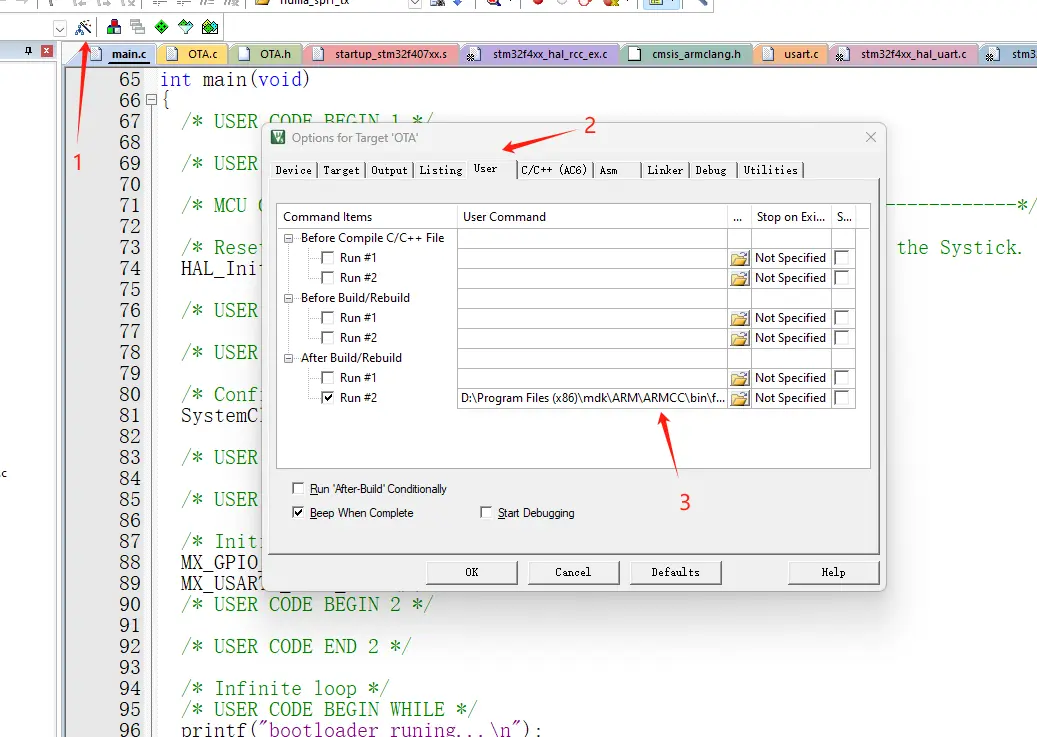 main.c OTA.c OTA.h startup_stm32f407xx.s stm32f4xx_hal_rcc_ex.c cmsis_armclang.h usart.c stm32f4xx_hal_uart.c stm3
1
65 int main(void)
66 {
67 /* USER CODE BEGIN 1 */
68
69 /* USER
70
71 /* MCU ------------*/
72
73 /* Rese the Systick.
74 HAL_Init
75
76 /* USER
77
78 /* USER
79
80 /* Conf
81 SystemCl
82
83 /* USER
84
85 /* USER
86
87 /* Initi
88 MX_GPIO_
89 MX_USART_
90 /* USER CODE BEGIN 2 */
91
92 /* USER CODE END 2 */
93
94 /* Infinite loop */
95 /* USER CODE BEGIN WHILE */
96 printf("bootloader runing...\n");
.c
2
Options for Target 'OTA'
Device Target Output Listing User C/C++ (AC6) Asm Linker Debug Utilities
Command Items User Command ... Stop on Exi... S...
Before Compile C/C++ File
Run #1 Not Specified
Run #2 Not Specified
Before Build/Rebuild
Run #1 Not Specified
Run #2 Not Specified
After Build/Rebuild
Run #1 Not Specified
Run #2 D:\Program Files (x86)\mdk\ARM\ARMCC\bin\f... Not Specified
3
Run 'After-Build' Conditionally
Beep When Complete Start Debugging
OK Cancel Defaults Help